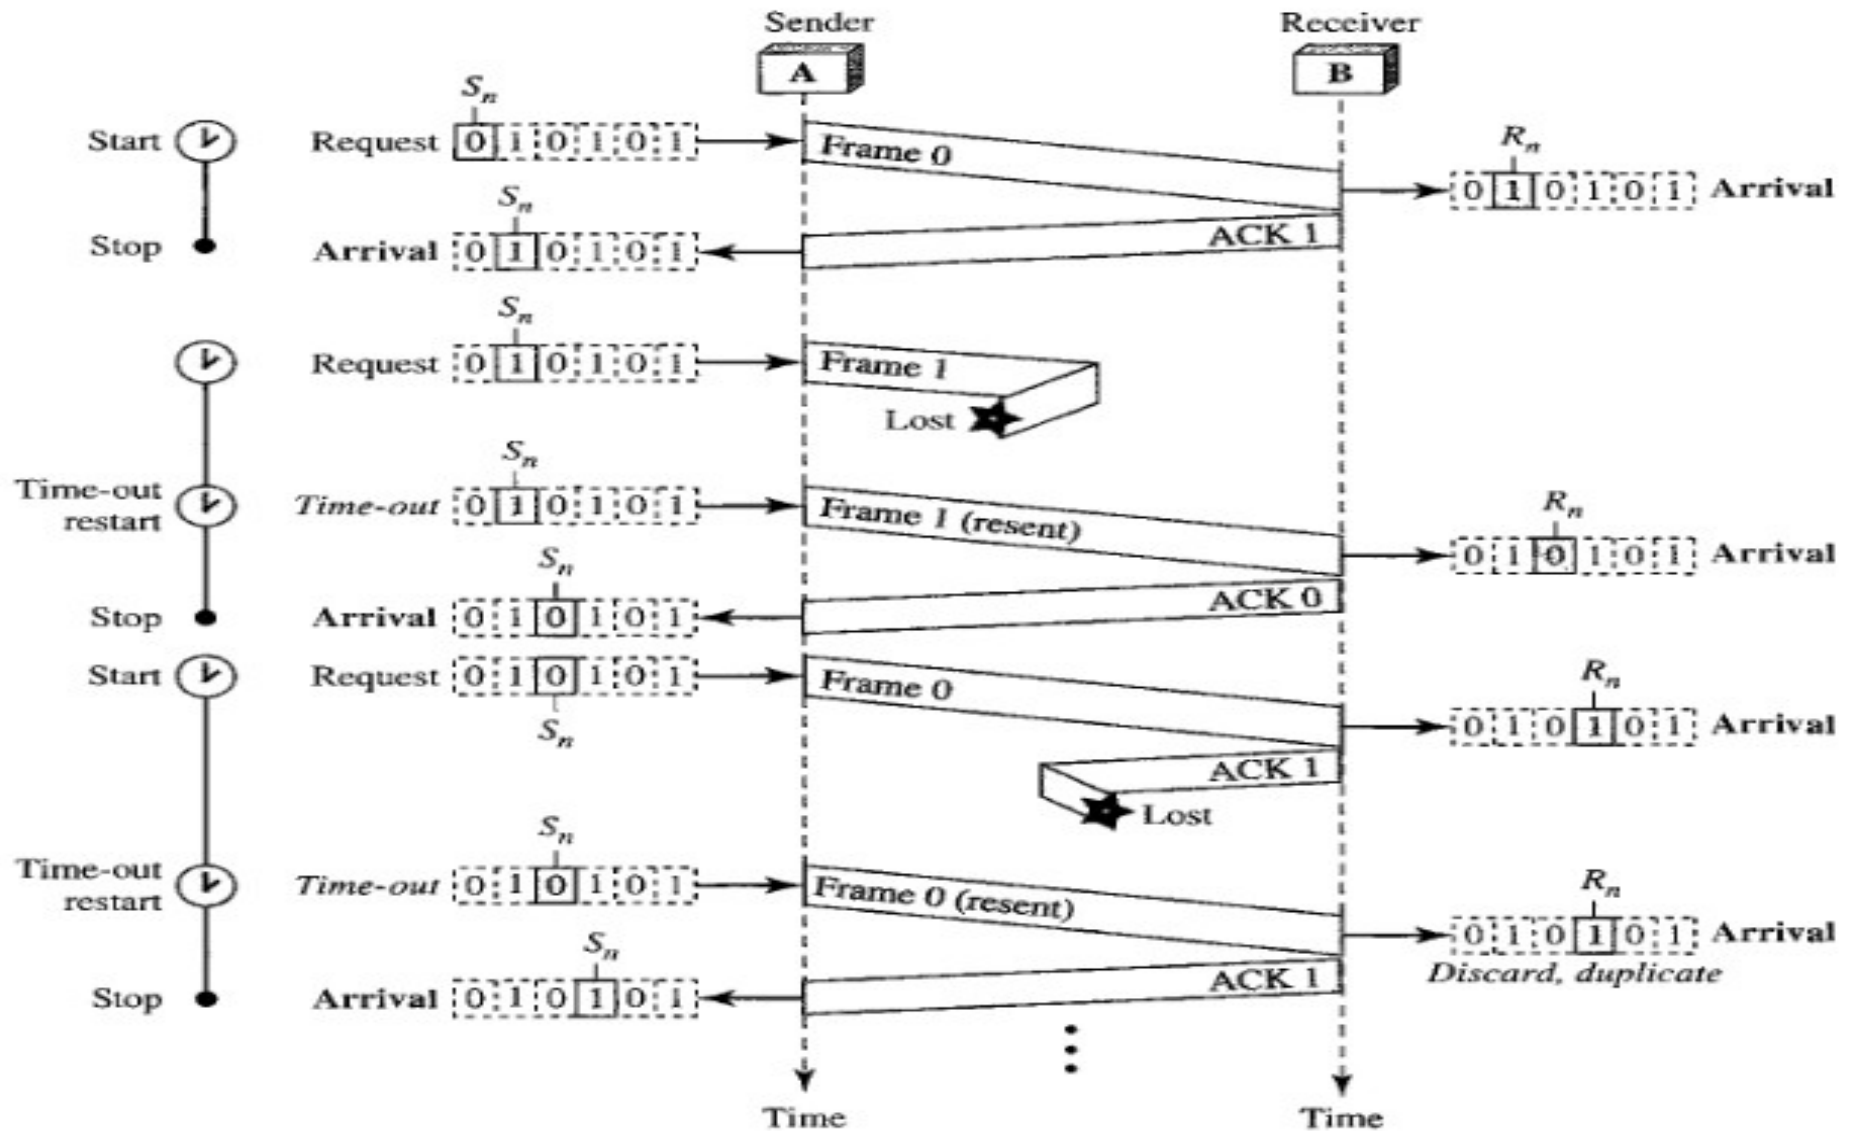 Sender Receiver
A B
Sn
Start Request 0 1 0 1 0 1 Frame 0
Rn
0 1 0 1 0 1 Arrival
Sn
Stop Arrival 0 1 0 1 0 1 ACK 1
Sn
Request 0 1 0 1 0 1 Frame 1
Lost
Sn
Time-out
restart
Time-out 0 1 0 1 0 1 Frame 1 (resent)
Rn
0 1 0 1 0 1 Arrival
Sn
Stop Arrival 0 1 0 1 0 1 ACK 0
Start Request 0 1 0 1 0 1 Frame 0
Sn
Rn
0 1 0 1 0 1 Arrival
ACK 1
Lost
Sn
Time-out
restart
Time-out 0 1 0 1 0 1 Frame 0 (resent)
Rn
0 1 0 1 0 1 Arrival
Discard, duplicate
Sn
Stop Arrival 0 1 0 1 0 1 ACK 1
Time Time